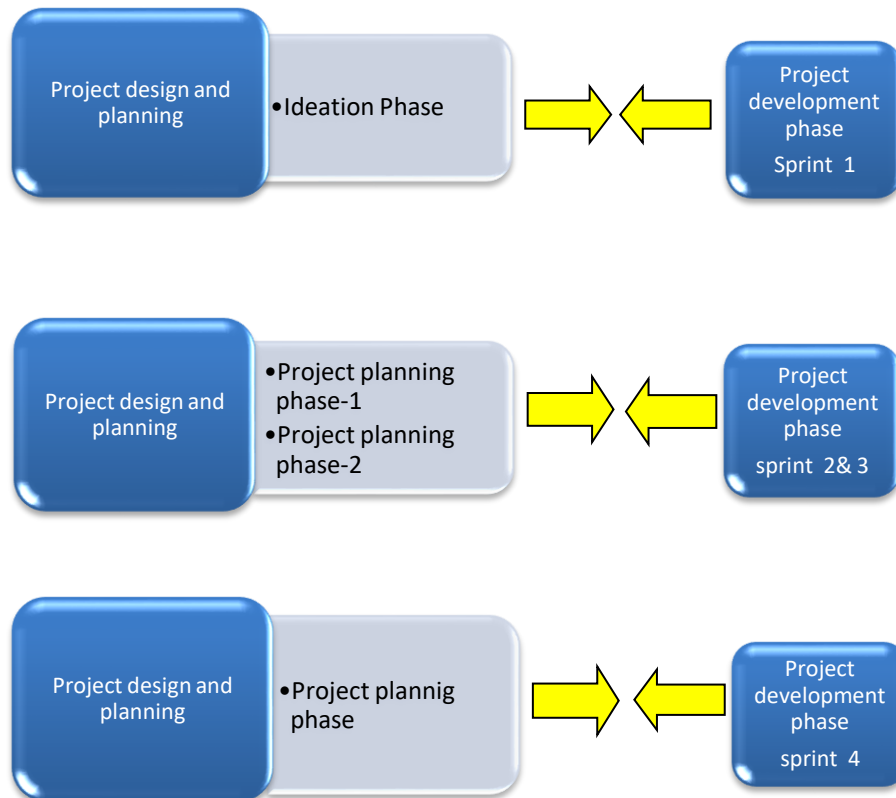 Project design and
planning
•Ideation Phase
Project
development
phase
Sprint 1
Project design and
planning
•Project planning
phase-1
•Project planning
phase-2
Project
development
phase
sprint 2& 3
Project design and
planning
•Project plannig
phase
Project
development
phase
sprint 4